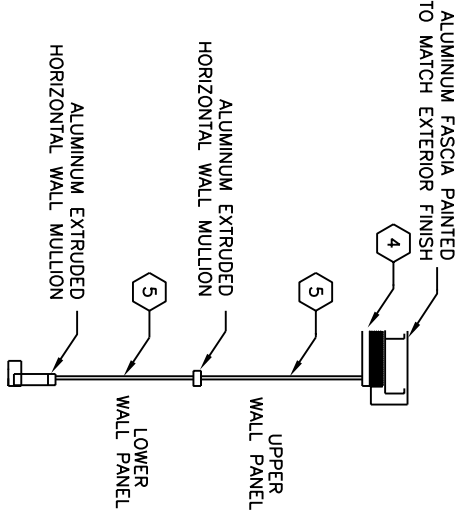 ALUMINUM FASCIA PAINTED
TO MATCH EXTERIOR FINISH
4
5
UPPER
WALL PANEL
ALUMINUM EXTRUDED
HORIZONTAL WALL MULLION
5
LOWER
WALL PANEL
ALUMINUM EXTRUDED
HORIZONTAL WALL MULLION